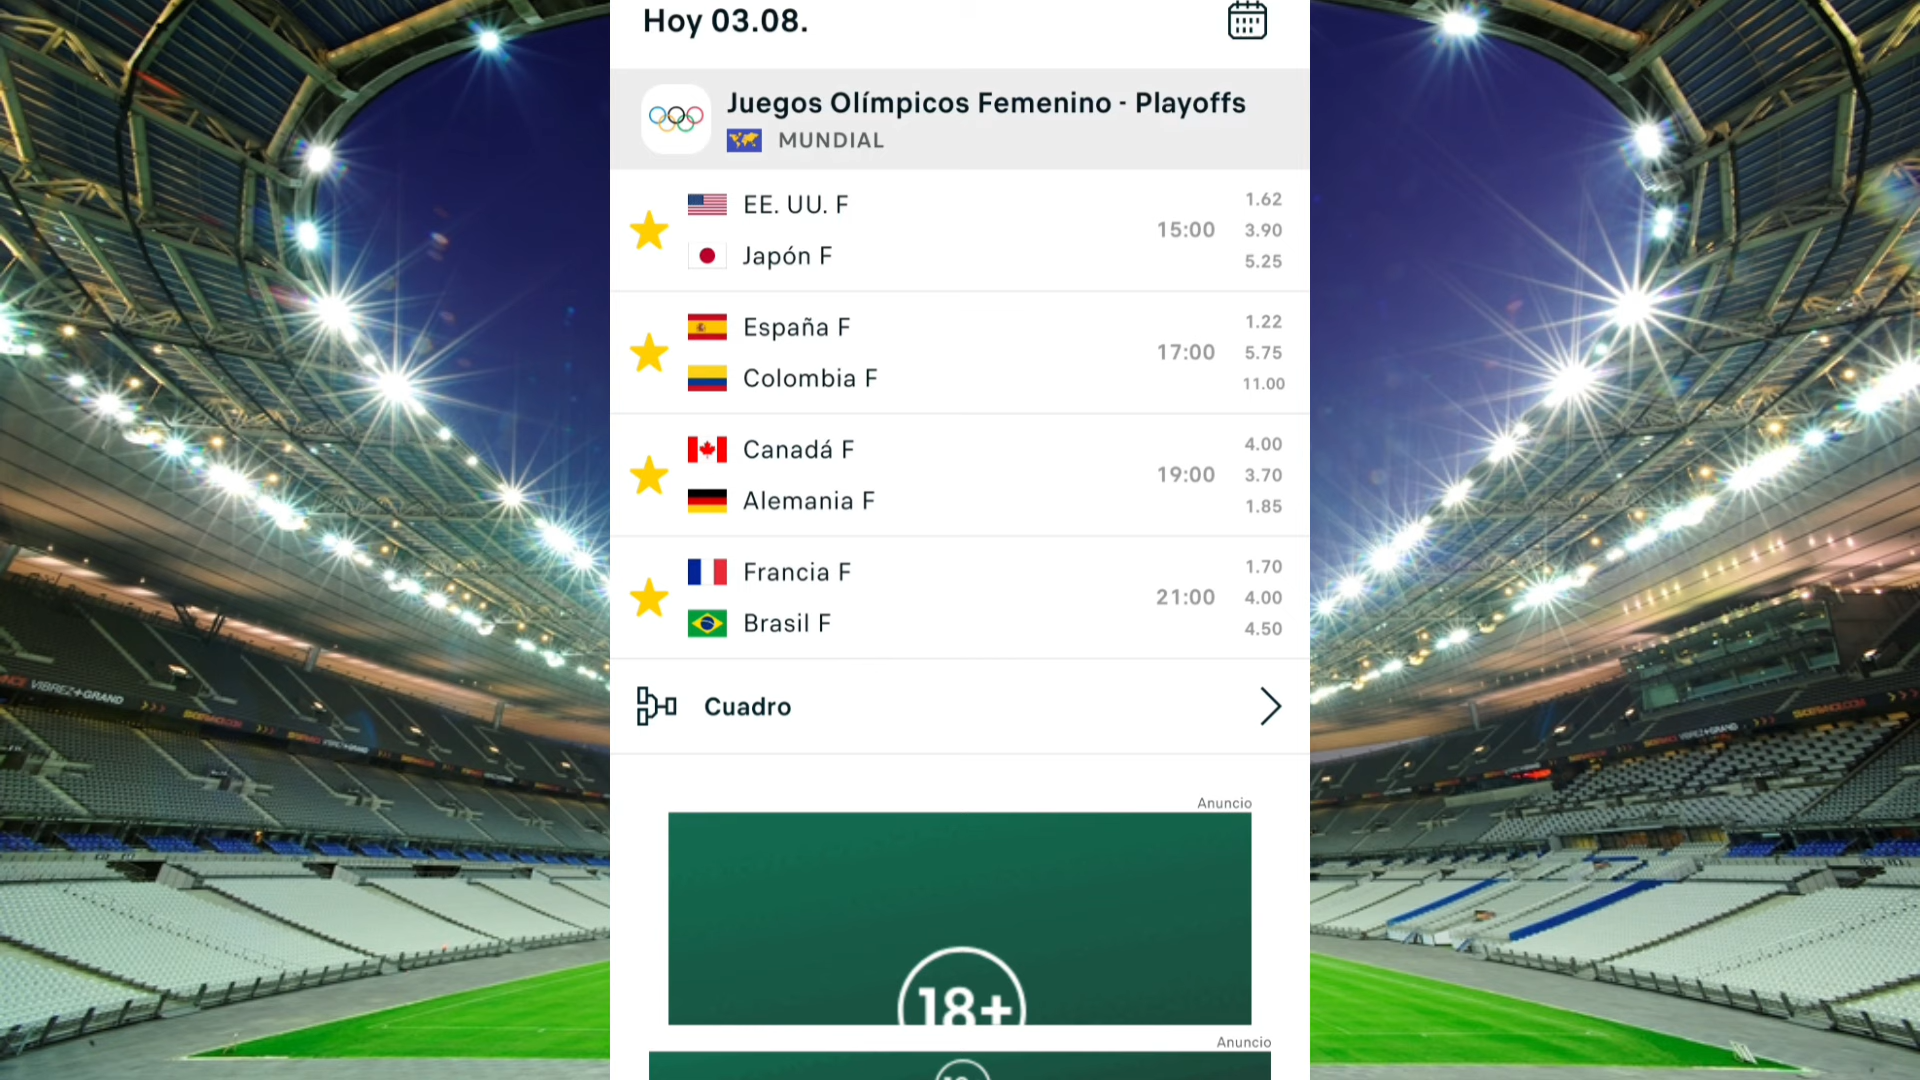 Hoy 03.08.
Juegos Olímpicos Femenino - Playoffs
MUNDIAL
EE. UU. F
Japón F
15:00
1.62
3.90
5.25
España F
Colombia F
17:00
1.22
5.75
11.00
Canadá F
Alemania F
19:00
4.00
3.70
1.85
Francia F
Brasil F
21:00
1.70
4.00
4.50
Cuadro
Anuncio
18+
Anuncio
VIBREZ+GRAND